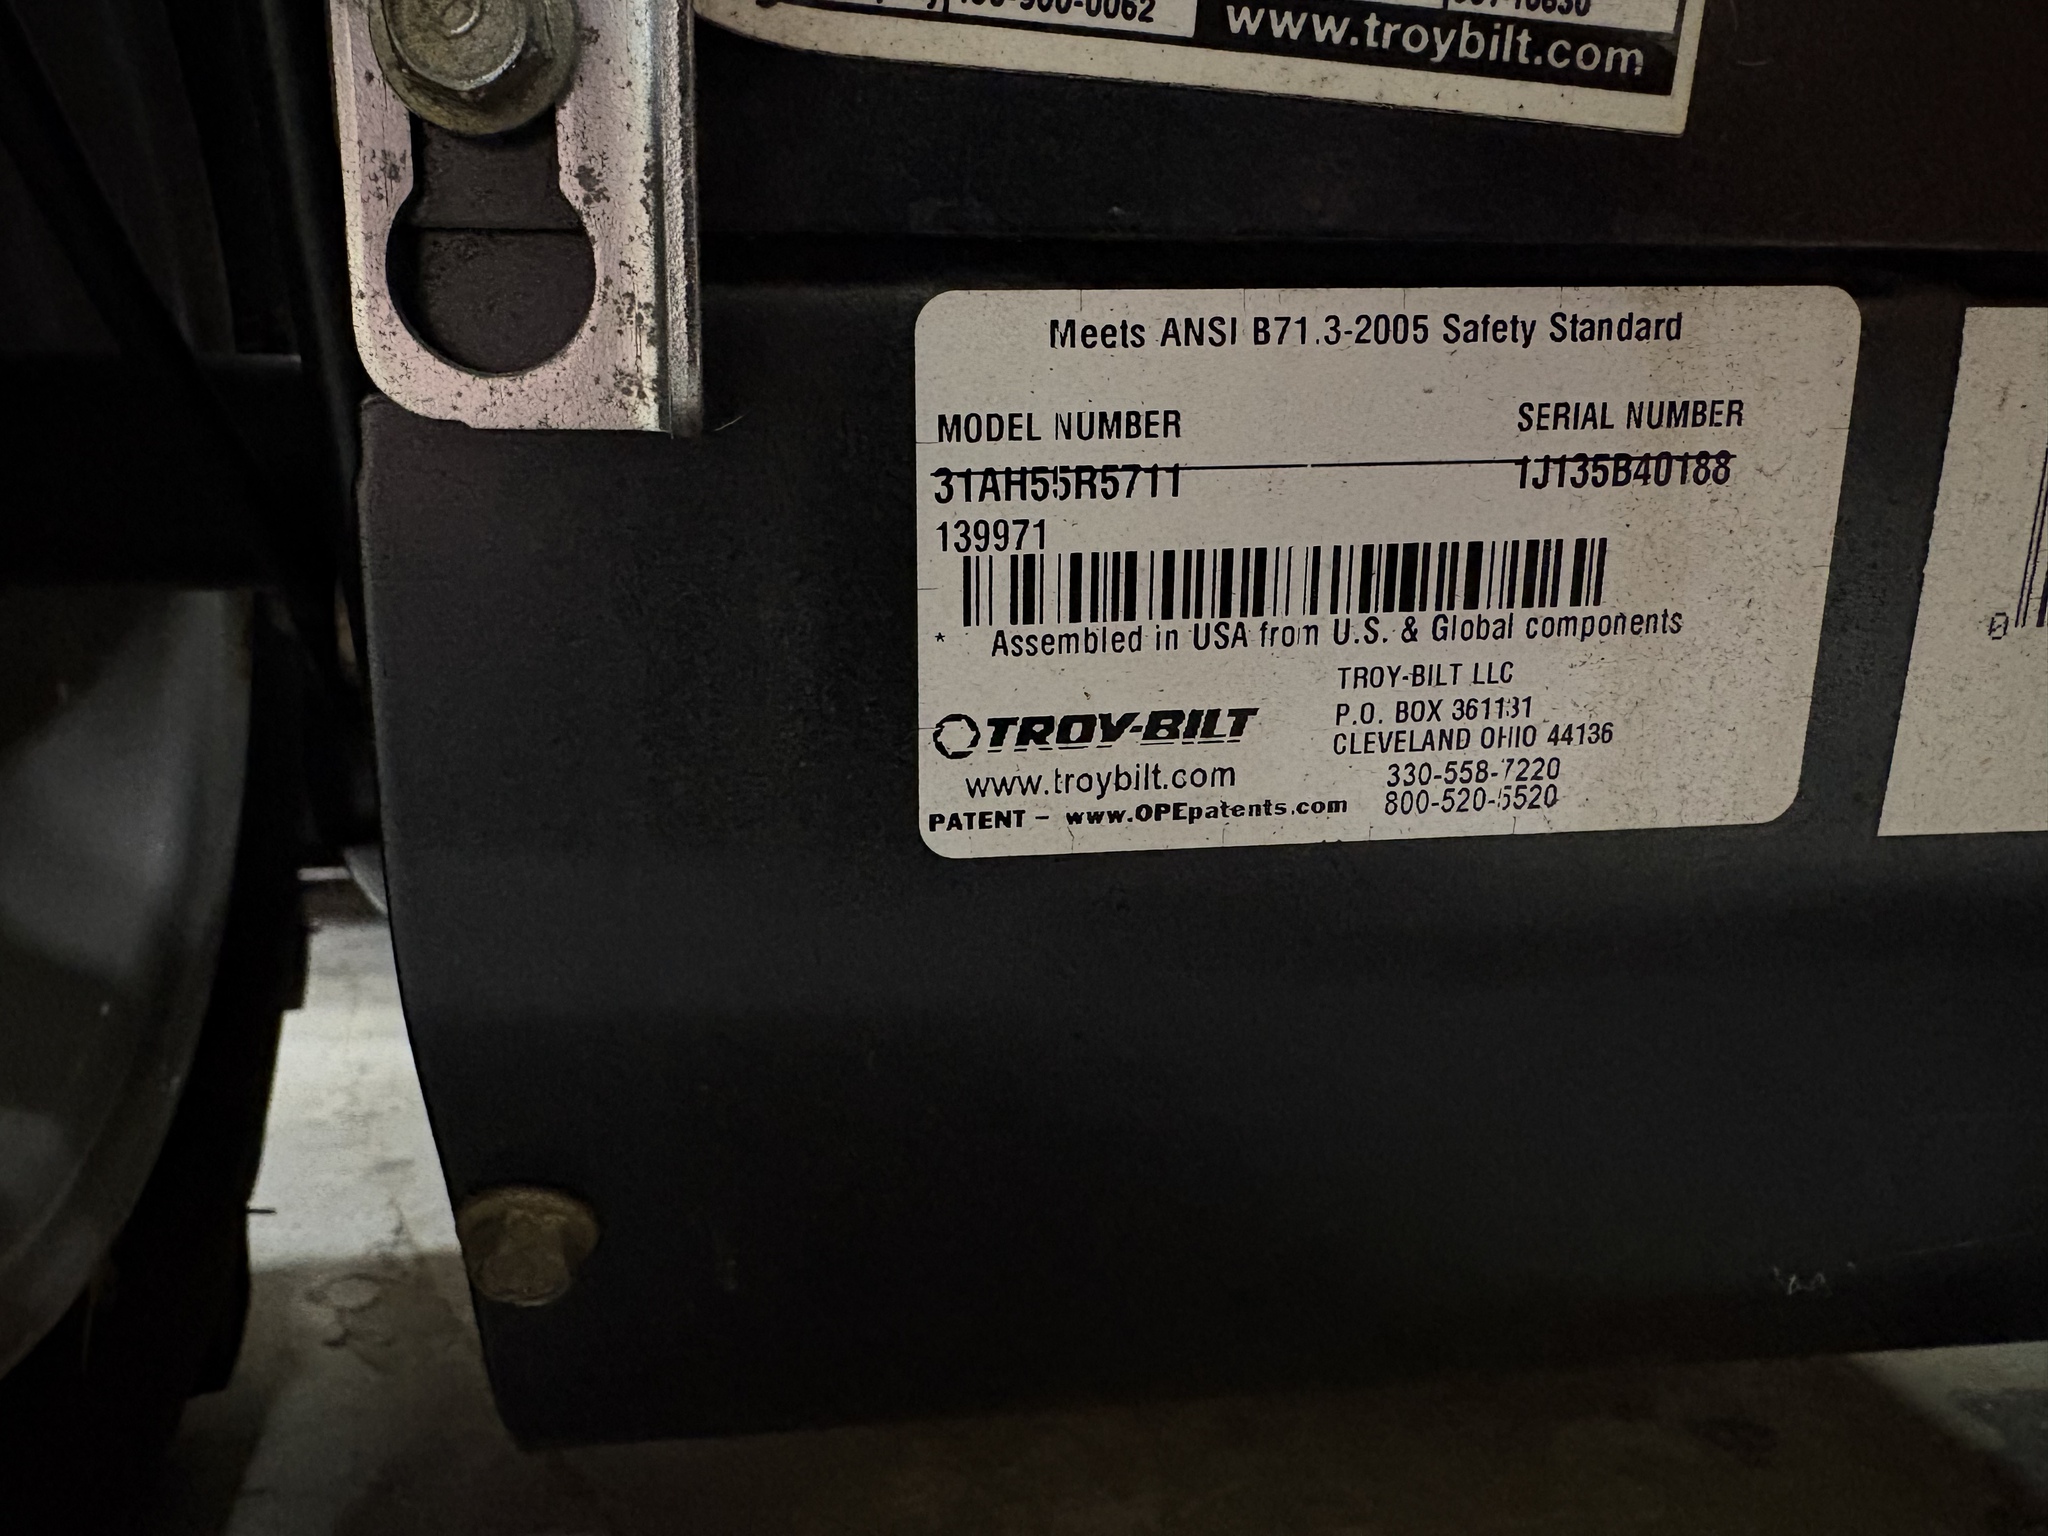 www.troybilt.com
Meets ANSI B71.3-2005 Safety Standard
MODEL NUMBER SERIAL NUMBER
31AH55R5711 1J135B40188
139971
* Assembled in USA from U.S. & Global components
TROY-BILT LLC
P.O. BOX 361131
CLEVELAND OHIO 44136
330-558-7220
800-520-5520
TROY-BILT
www.troybilt.com
PATENT - www.OPEpatents.com
0